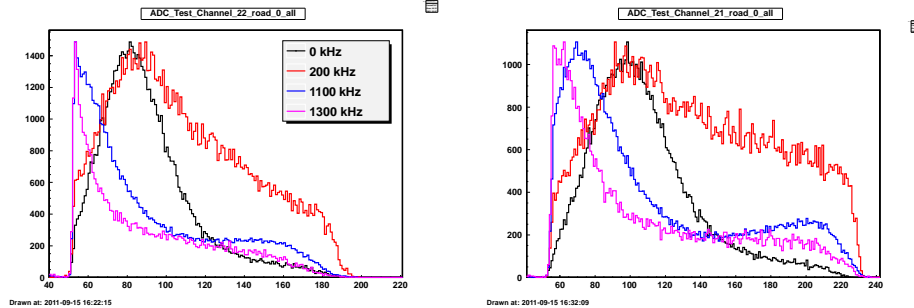 ADC_Test_Channel_22_road_0_all
1400
1200
1000
800
600
400
200
0
40 60 80 100 120 140 160 180 200 220
0 kHz
200 kHz
1100 kHz
1300 kHz
Drawn at: 2011-09-15 16:22:15
ADC_Test_Channel_21_road_0_all
1000
800
600
400
200
0
60 80 100 120 140 160 180 200 220 240
Drawn at: 2011-09-15 16:32:09